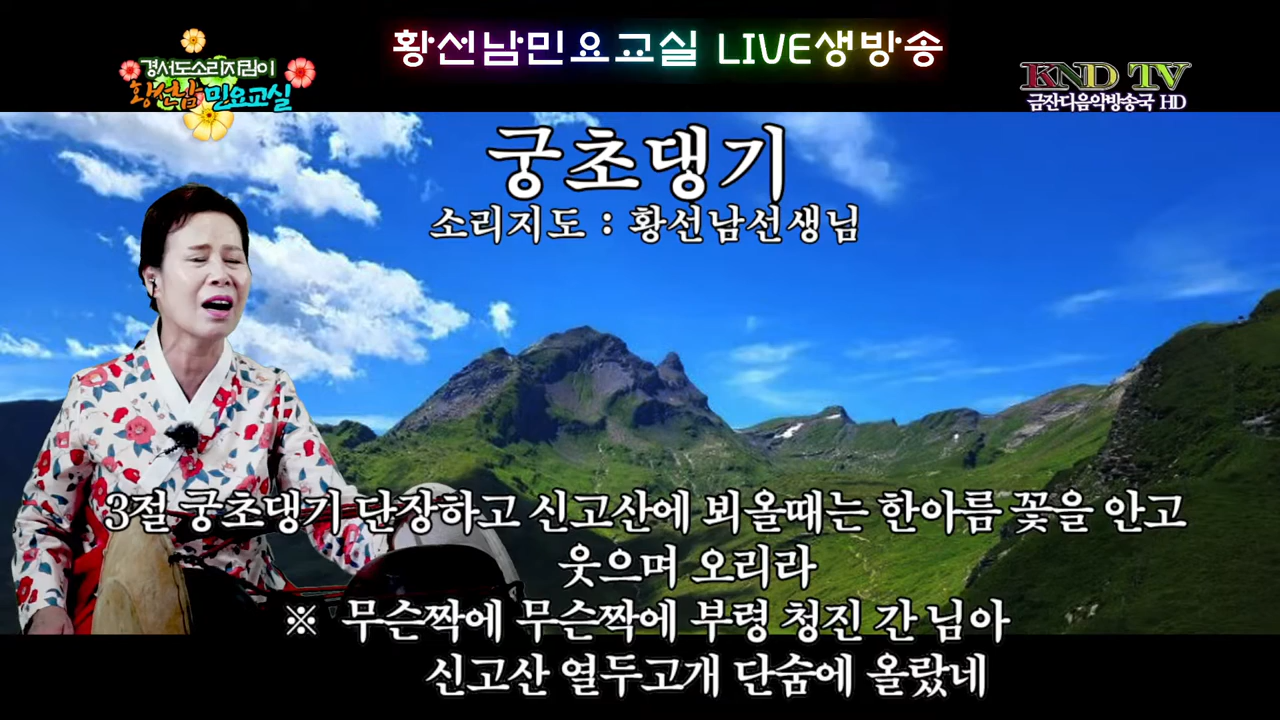 황선남민요교실 LIVE생방송
경서도소리지킴이
황선남 민요교실
KND TV
금잔디음악방송국 HD
궁초댕기
소리지도 : 황선남선생님
3절 궁초댕기 단장하고 신고산에 뵈올때는 한아름 꽃을 안고
웃으며 오리라
※ 무슨짝에 무슨짝에 부령 청진 간 님아
신고산 열두고개 단숨에 올랐네